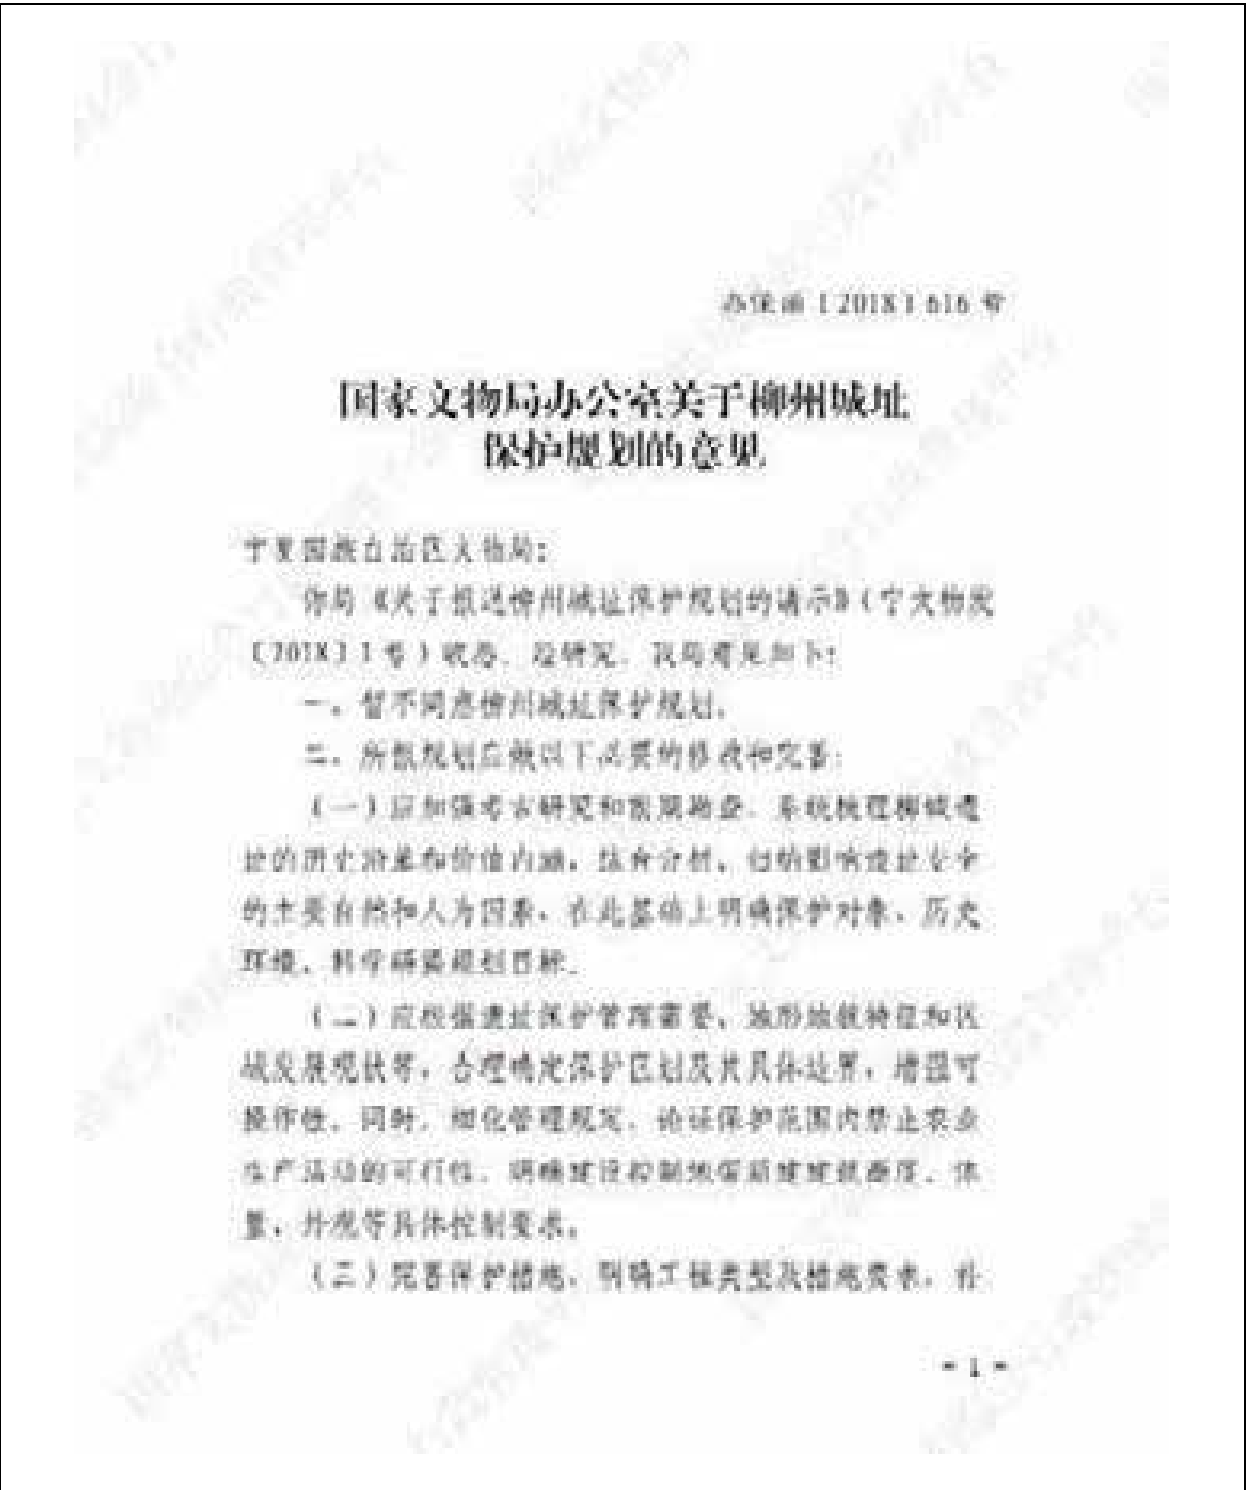 办保函〔2018〕616号
国家文物局办公室关于柳州城址
保护规划的意见
宁夏回族自治区文物局：
你局《关于报送柳州城址保护规划的请示》（宁文物发
〔2018〕1号）收悉。经研究，我局意见如下：
一、暂不同意柳州城址保护规划。
二、所报规划应做以下必要的修改和完善：
（一）应加强考古研究和前期勘查，系统梳理柳州城遗
址的历史沿革和价值内涵，综合分析、归纳影响遗址安全
的主要自然和人为因素，在此基础上明确保护对象、历史
环境，科学确定规划目标。
（二）应根据遗址保护管理需要、地形地貌特征和区
域发展现状等，合理确定保护区划及其具体边界，增强可
操作性。同时，细化管理规定，论证保护范围内禁止农业
生产活动的可行性，明确建设控制地带新建建筑高度、体
量、外观等具体控制要求。
（三）完善保护措施，明确工程类型及措施要求，补
- 1 -